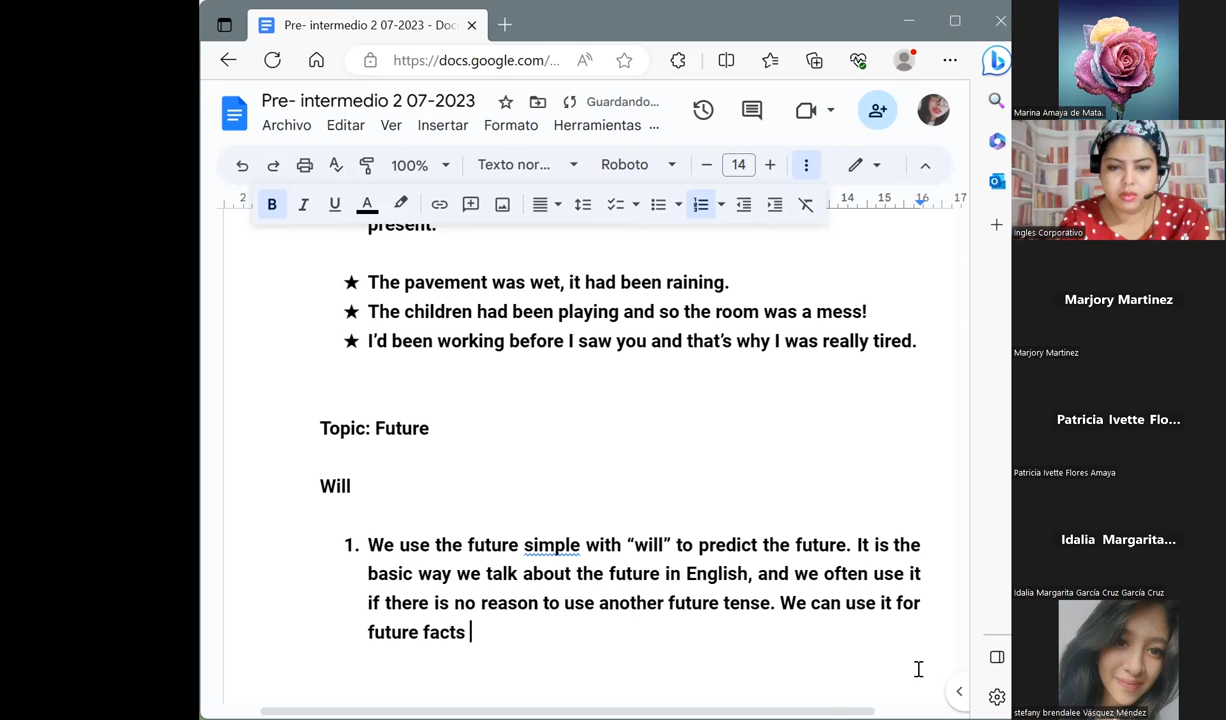 Pre- intermedio 2 07-2023 - Doc
https://docs.google.com/...
Pre- intermedio 2 07-2023
Guardando...
Archivo Editar Ver Insertar Formato Herramientas ...
100% Texto nor... Roboto 14
2 14 15 16 17
present.
★ The pavement was wet, it had been raining.
★ The children had been playing and so the room was a mess!
★ I’d been working before I saw you and that’s why I was really tired.
Topic: Future
Will
1. We use the future simple with “will” to predict the future. It is the
basic way we talk about the future in English, and we often use it
if there is no reason to use another future tense. We can use it for
future facts
Marina Amaya de Mata.
Ingles Corporativo
Marjory Martinez
Marjory Martinez
Patricia Ivette Flo...
Patricia Ivette Flores Amaya
Idalia Margarita...
Idalia Margarita García Cruz García Cruz
stefany brendalee Vásquez Méndez